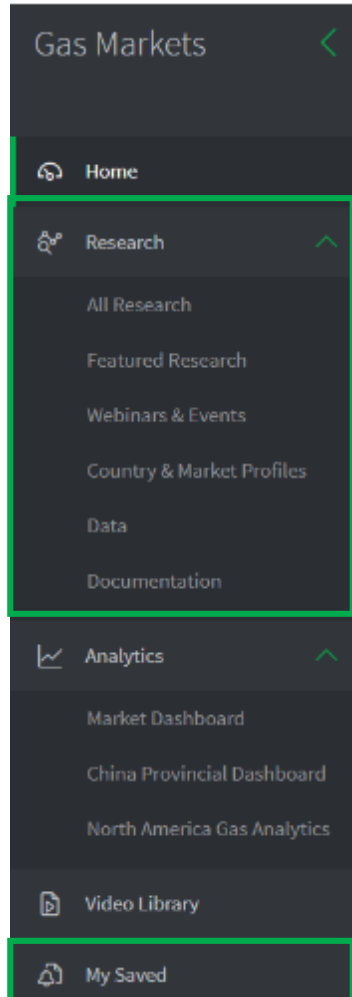 Gas Markets
Home
Research
All Research
Featured Research
Webinars & Events
Country & Market Profiles
Data
Documentation
Analytics
Market Dashboard
China Provincial Dashboard
North America Gas Analytics
Video Library
My Saved